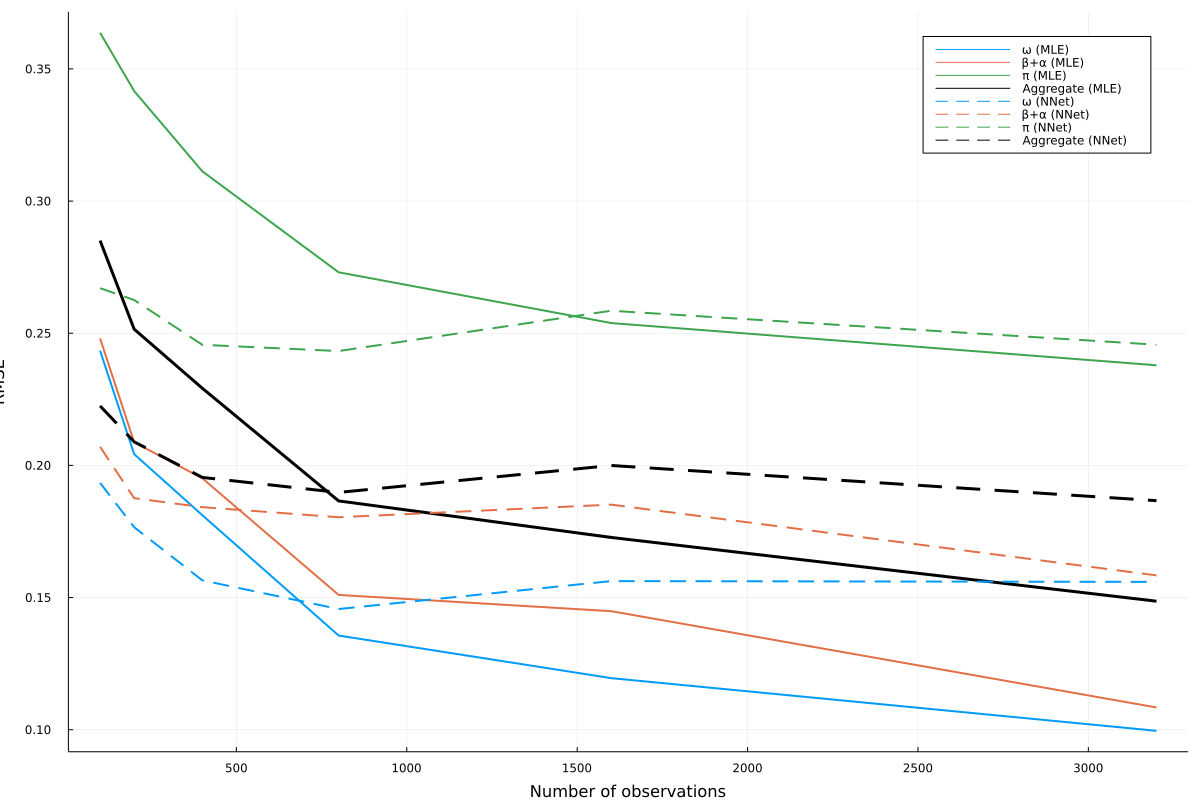 0.35
0.30
0.25
0.20
0.15
0.10
500
1000
1500
2000
2500
3000
Number of observations
ω (MLE)
β+α (MLE)
π (MLE)
Aggregate (MLE)
ω (NNet)
β+α (NNet)
π (NNet)
Aggregate (NNet)